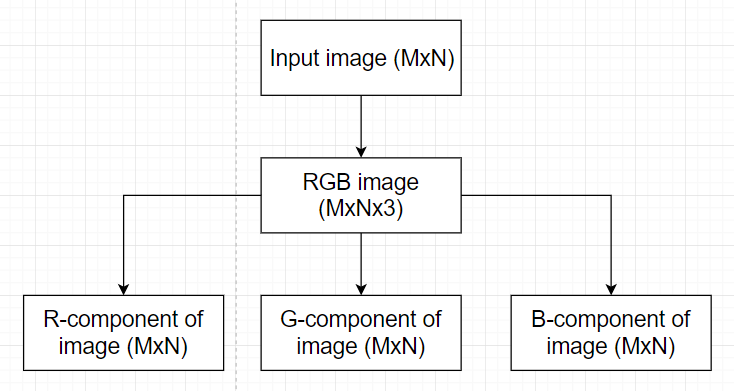 Input image (MxN)
RGB image
(MxNx3)
R-component of
image (MxN)
G-component of
image (MxN)
B-component of
image (MxN)